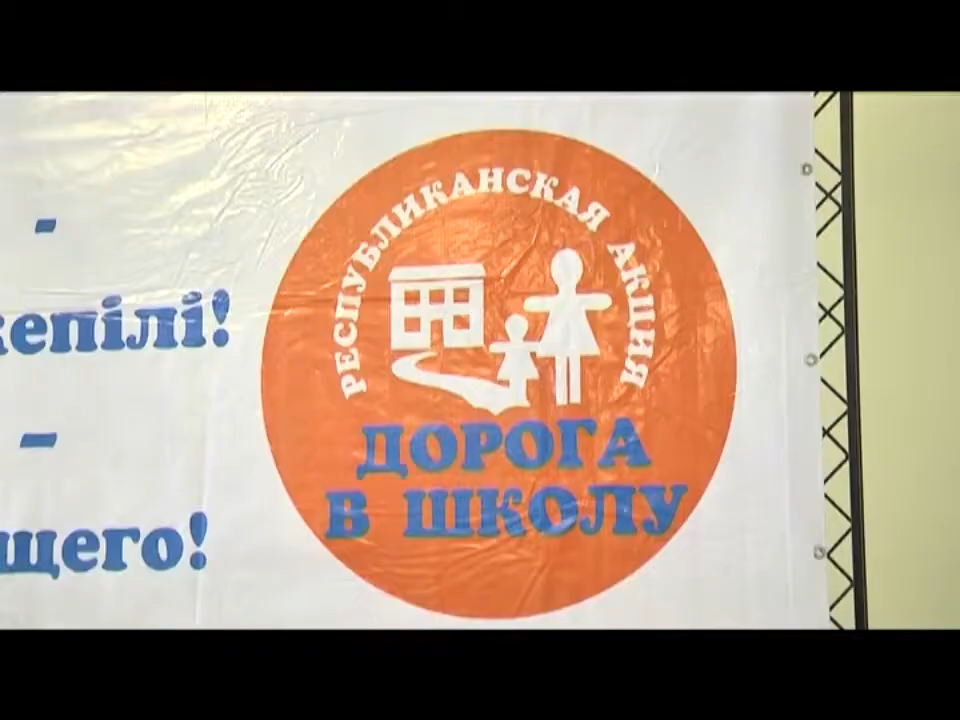 -
кепілі!
-
щего!
РЕСПУБЛИКАНСКАЯ АКЦИЯ
ДОРОГА
В ШКОЛУ